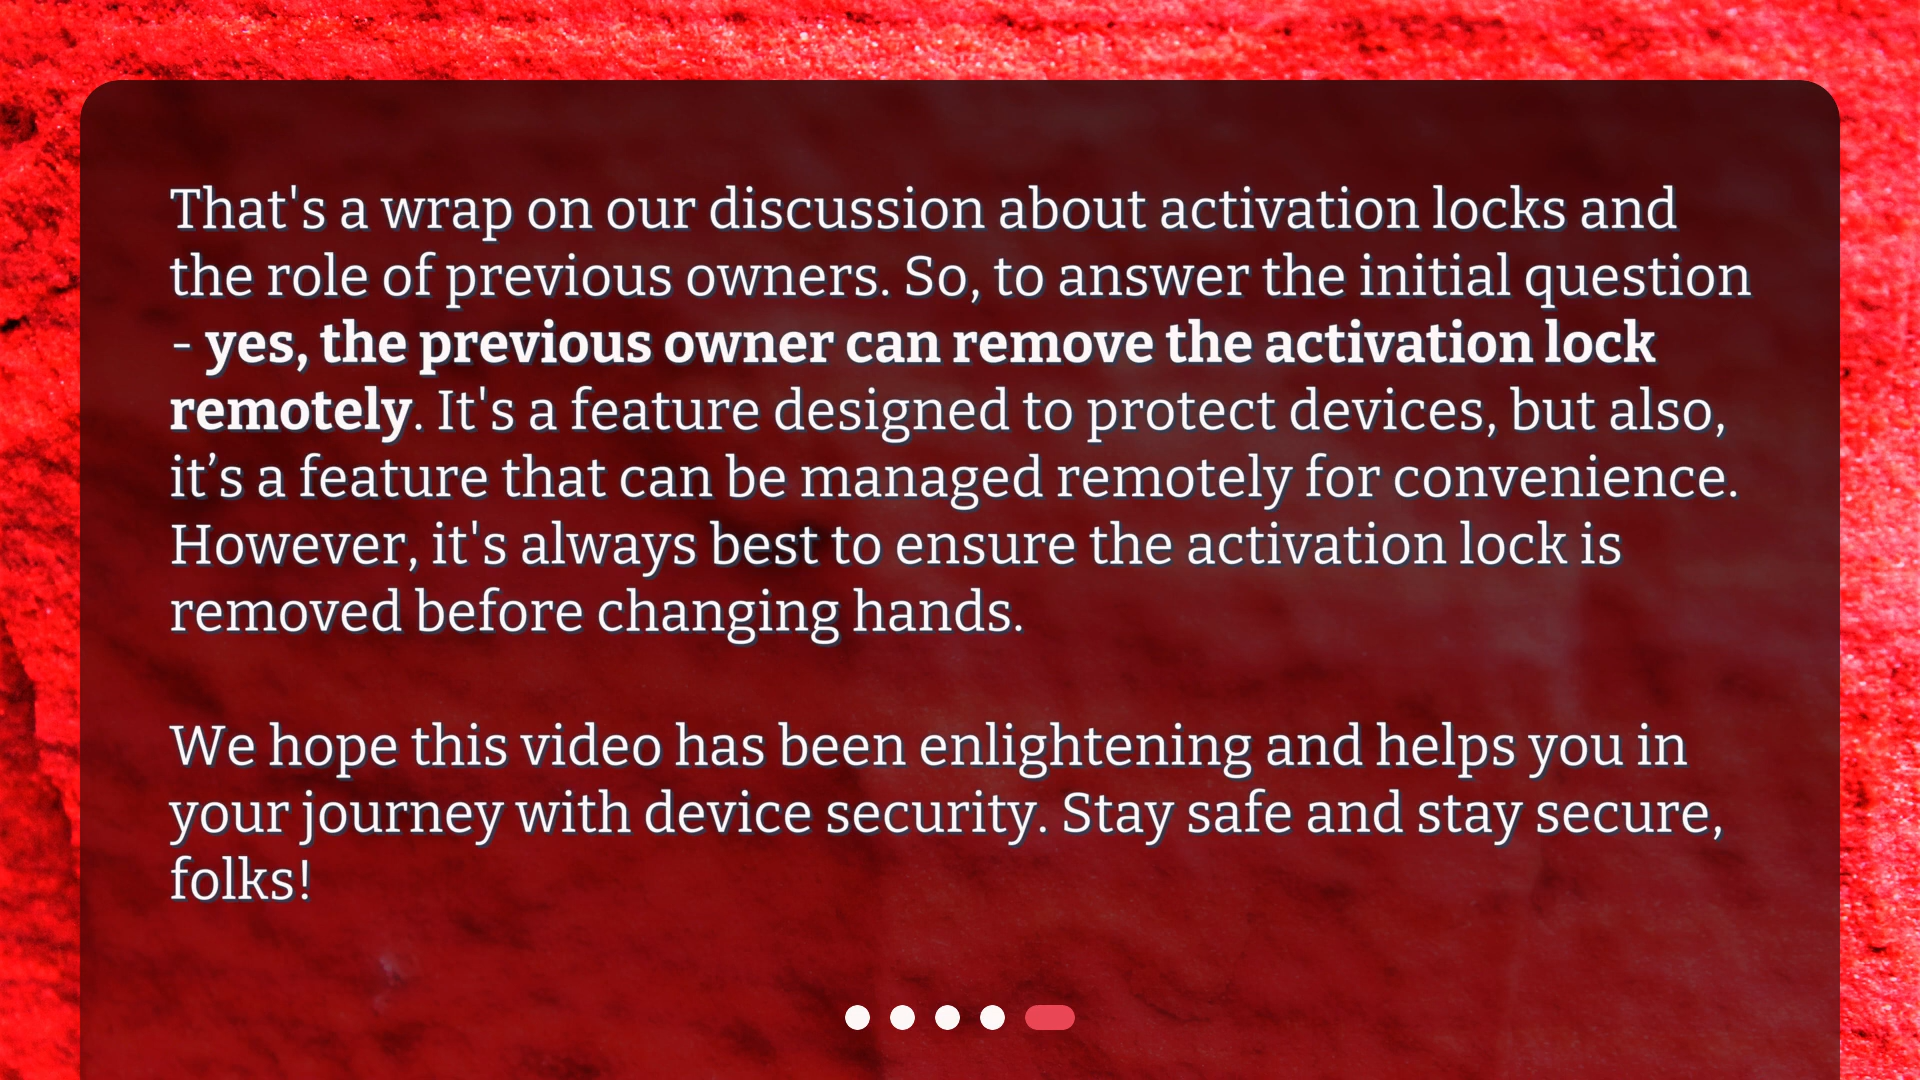 That's a wrap on our discussion about activation locks and
the role of previous owners. So, to answer the initial question
- yes, the previous owner can remove the activation lock
remotely. It's a feature designed to protect devices, but also,
it’s a feature that can be managed remotely for convenience.
However, it's always best to ensure the activation lock is
removed before changing hands.
We hope this video has been enlightening and helps you in
your journey with device security. Stay safe and stay secure,
folks!